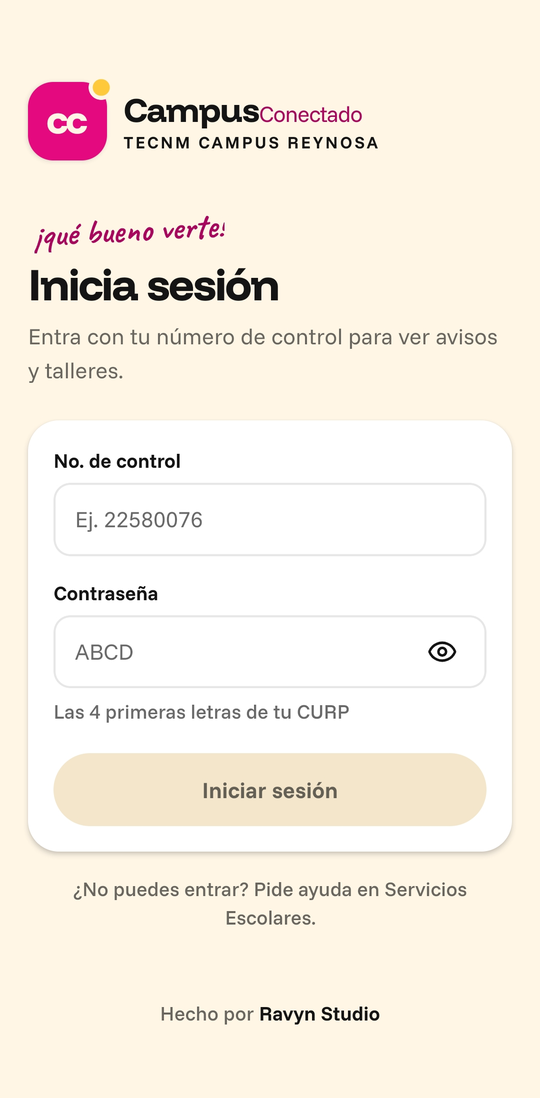 cc
CampusConectado
TECNM CAMPUS REYNOSA
¡qué bueno verte!
Inicia sesión
Entra con tu número de control para ver avisos
y talleres.
No. de control
Ej. 22580076
Contraseña
ABCD
Las 4 primeras letras de tu CURP
Iniciar sesión
¿No puedes entrar? Pide ayuda en Servicios
Escolares.
Hecho por Ravyn Studio